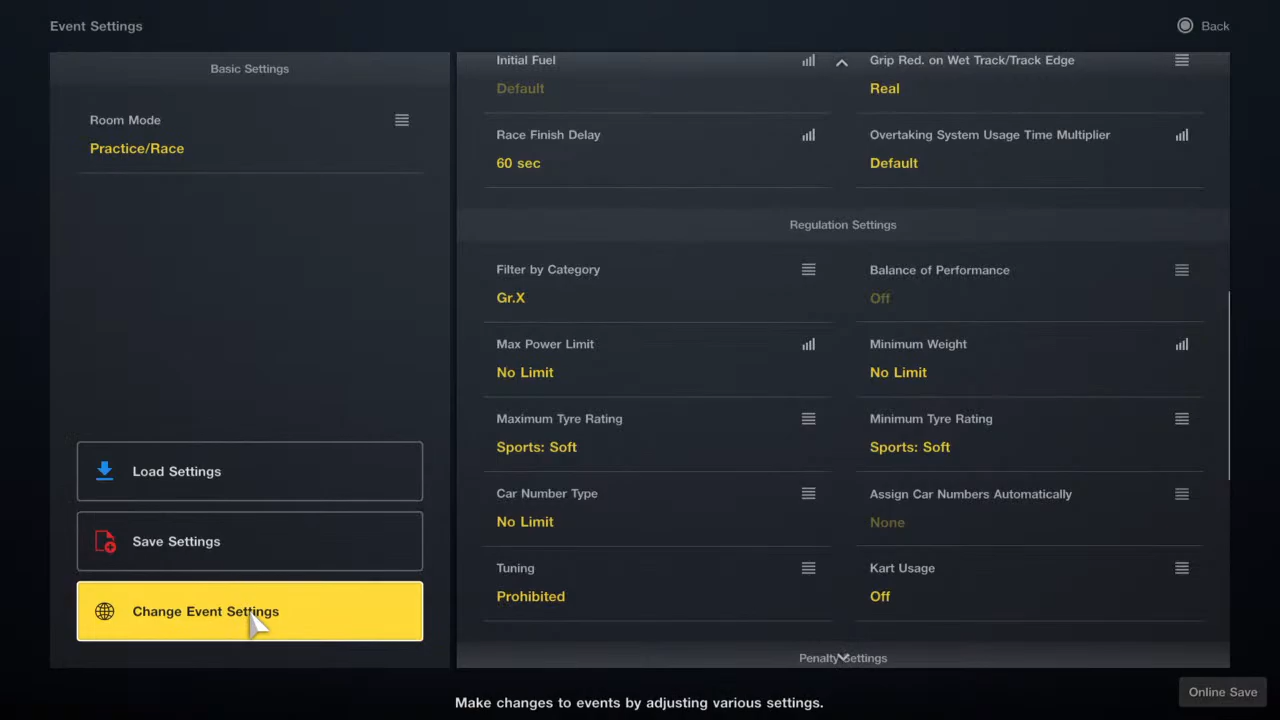 Event Settings
Back
Basic Settings
Room Mode
Practice/Race
Load Settings
Save Settings
Change Event Settings
Initial Fuel
Default
Grip Red. on Wet Track/Track Edge
Real
Race Finish Delay
60 sec
Overtaking System Usage Time Multiplier
Default
Regulation Settings
Filter by Category
Gr.X
Balance of Performance
Off
Max Power Limit
No Limit
Minimum Weight
No Limit
Maximum Tyre Rating
Sports: Soft
Minimum Tyre Rating
Sports: Soft
Car Number Type
No Limit
Assign Car Numbers Automatically
None
Tuning
Prohibited
Kart Usage
Off
Penalty Settings
Online Save
Make changes to events by adjusting various settings.